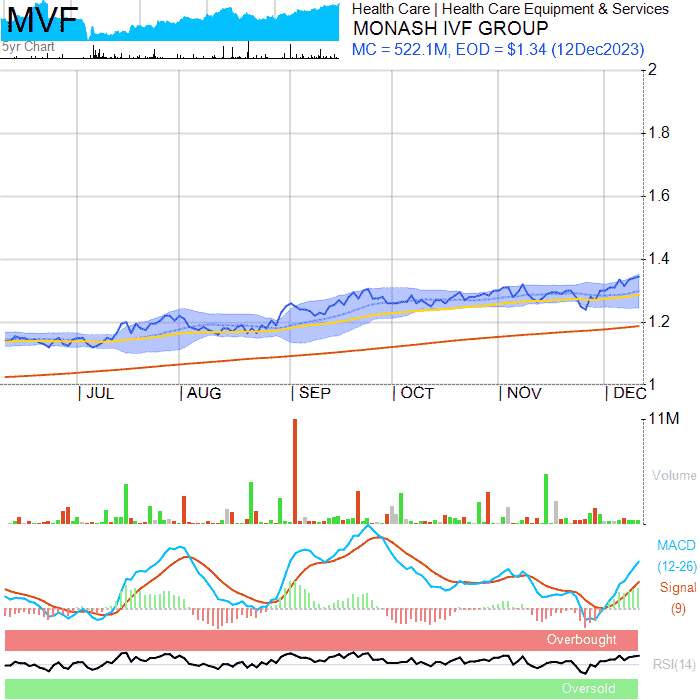 MVF
5yr Chart
Health Care | Health Care Equipment & Services
MONASH IVF GROUP
MC = 522.1M, EOD = $1.34 (12Dec2023)
2
1.8
1.6
1.4
1.2
1
JUL AUG SEP OCT NOV DEC
11M
Volume
MACD
(12-26)
Signal
(9)
Overbought
RSI(14)
Oversold